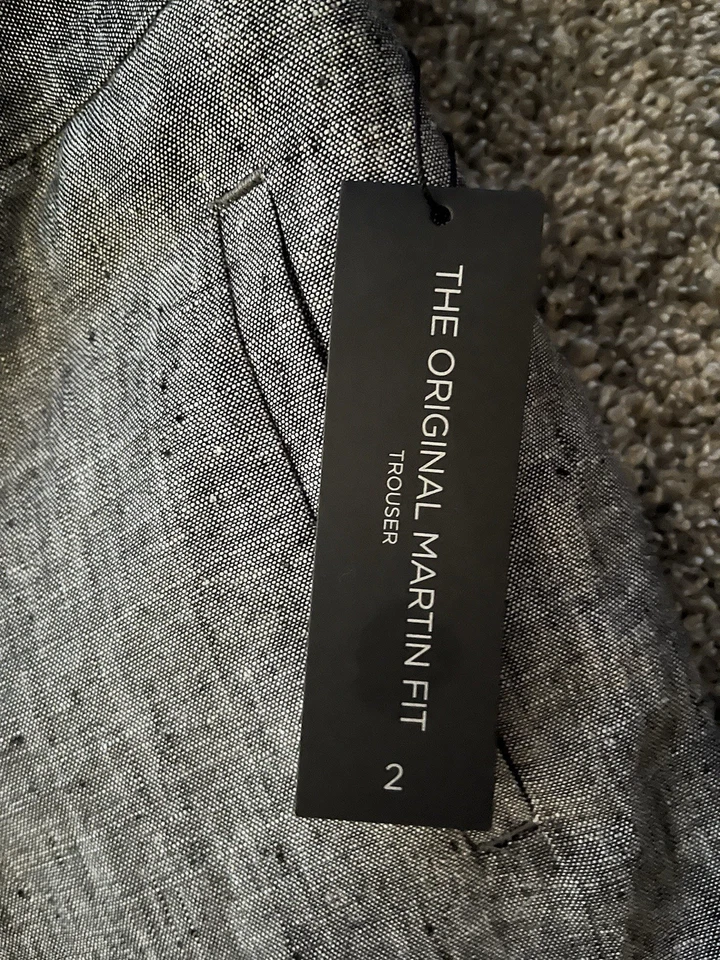 THE ORIGINAL MARTIN FIT
TROUSER
2